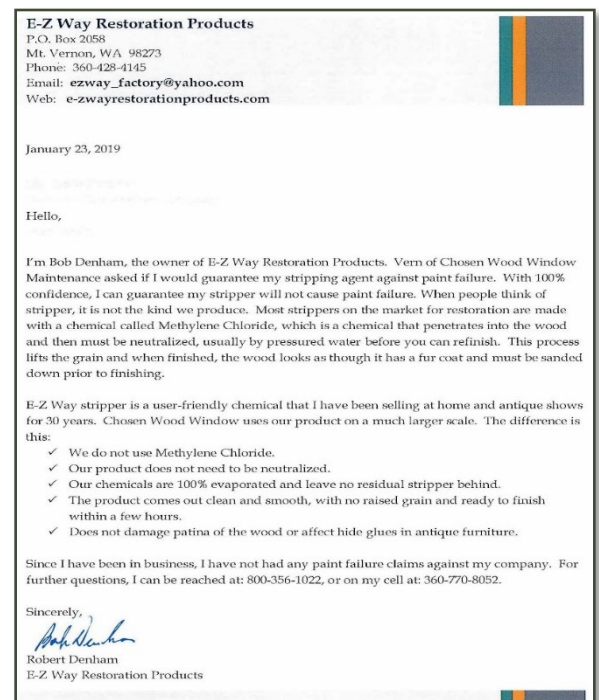 E-Z Way Restoration Products
P.O. Box 2058
Mt. Vernon, WA 98273
Phone: 360-428-4145
Email: ezway_factory@yahoo.com
Web: e-zwayrestorationproducts.com
January 23, 2019
Hello,
I'm Bob Denham, the owner of E-Z Way Restoration Products. Vern of Chosen Wood Window
Maintenance asked if I would guarantee my stripping agent against paint failure. With 100%
confidence, I can guarantee my stripper will not cause paint failure. When people think of
stripper, it is not the kind we produce. Most strippers on the market for restoration are made
with a chemical called Methylene Chloride, which is a chemical that penetrates into the wood
and then must be neutralized, usually by pressured water before you can refinish. This process
lifts the grain and when finished, the wood looks as though it has a fur coat and must be sanded
down prior to finishing.
E-Z Way stripper is a user-friendly chemical that I have been selling at home and antique shows
for 30 years. Chosen Wood Window uses our product on a much larger scale. The difference is
this:
✓ We do not use Methylene Chloride.
✓ Our product does not need to be neutralized.
✓ Our chemicals are 100% evaporated and leave no residual stripper behind.
✓ The product comes out clean and smooth, with no raised grain and ready to finish
within a few hours.
✓ Does not damage patina of the wood or affect hide glues in antique furniture.
Since I have been in business, I have not had any paint failure claims against my company. For
further questions, I can be reached at: 800-356-1022, or on my cell at: 360-770-8052.
Sincerely,
Bob Denham
Robert Denham
E-Z Way Restoration Products